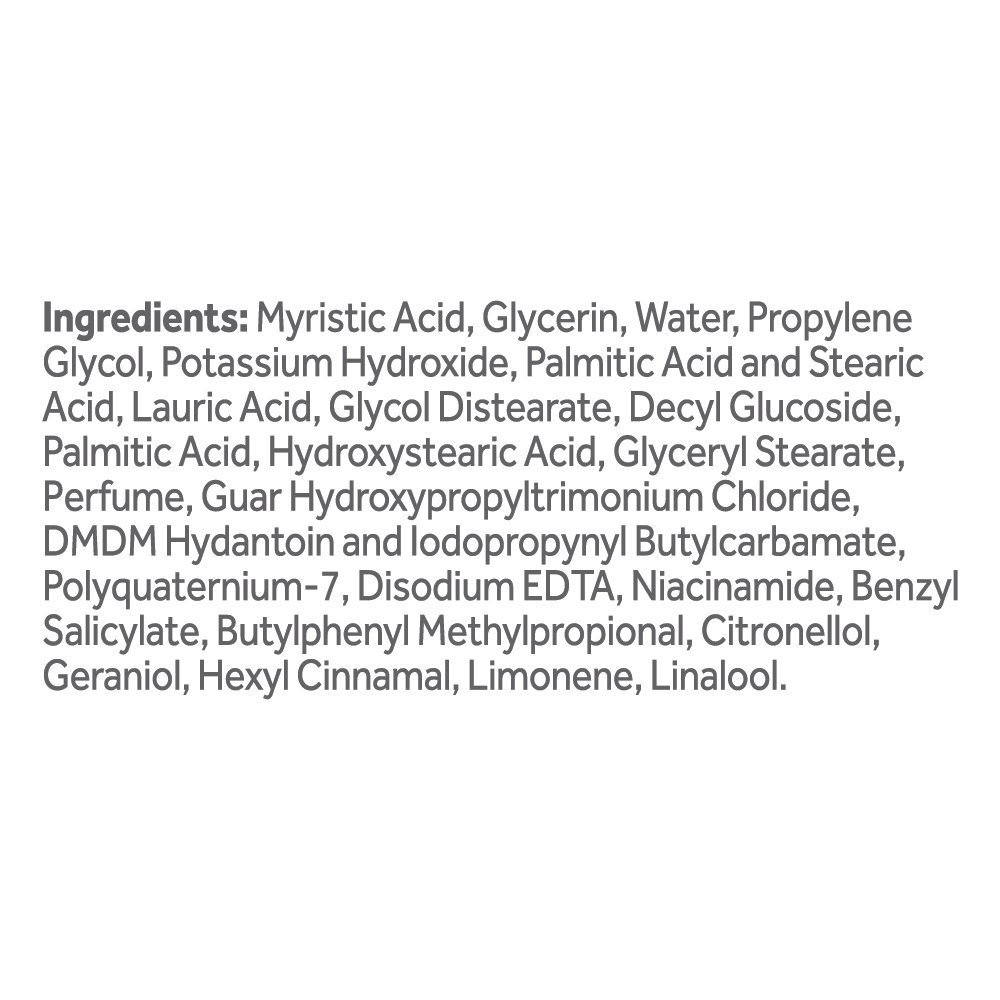 Ingredients: Myristic Acid, Glycerin, Water, Propylene
Glycol, Potassium Hydroxide, Palmitic Acid and Stearic
Acid, Lauric Acid, Glycol Distearate, Decyl Glucoside,
Palmitic Acid, Hydroxystearic Acid, Glyceryl Stearate,
Perfume, Guar Hydroxypropyltrimonium Chloride,
DMDM Hydantoin and Iodopropynyl Butylcarbamate,
Polyquaternium-7, Disodium EDTA, Niacinamide, Benzyl
Salicylate, Butylphenyl Methylpropional, Citronellol,
Geraniol, Hexyl Cinnamal, Limonene, Linalool.